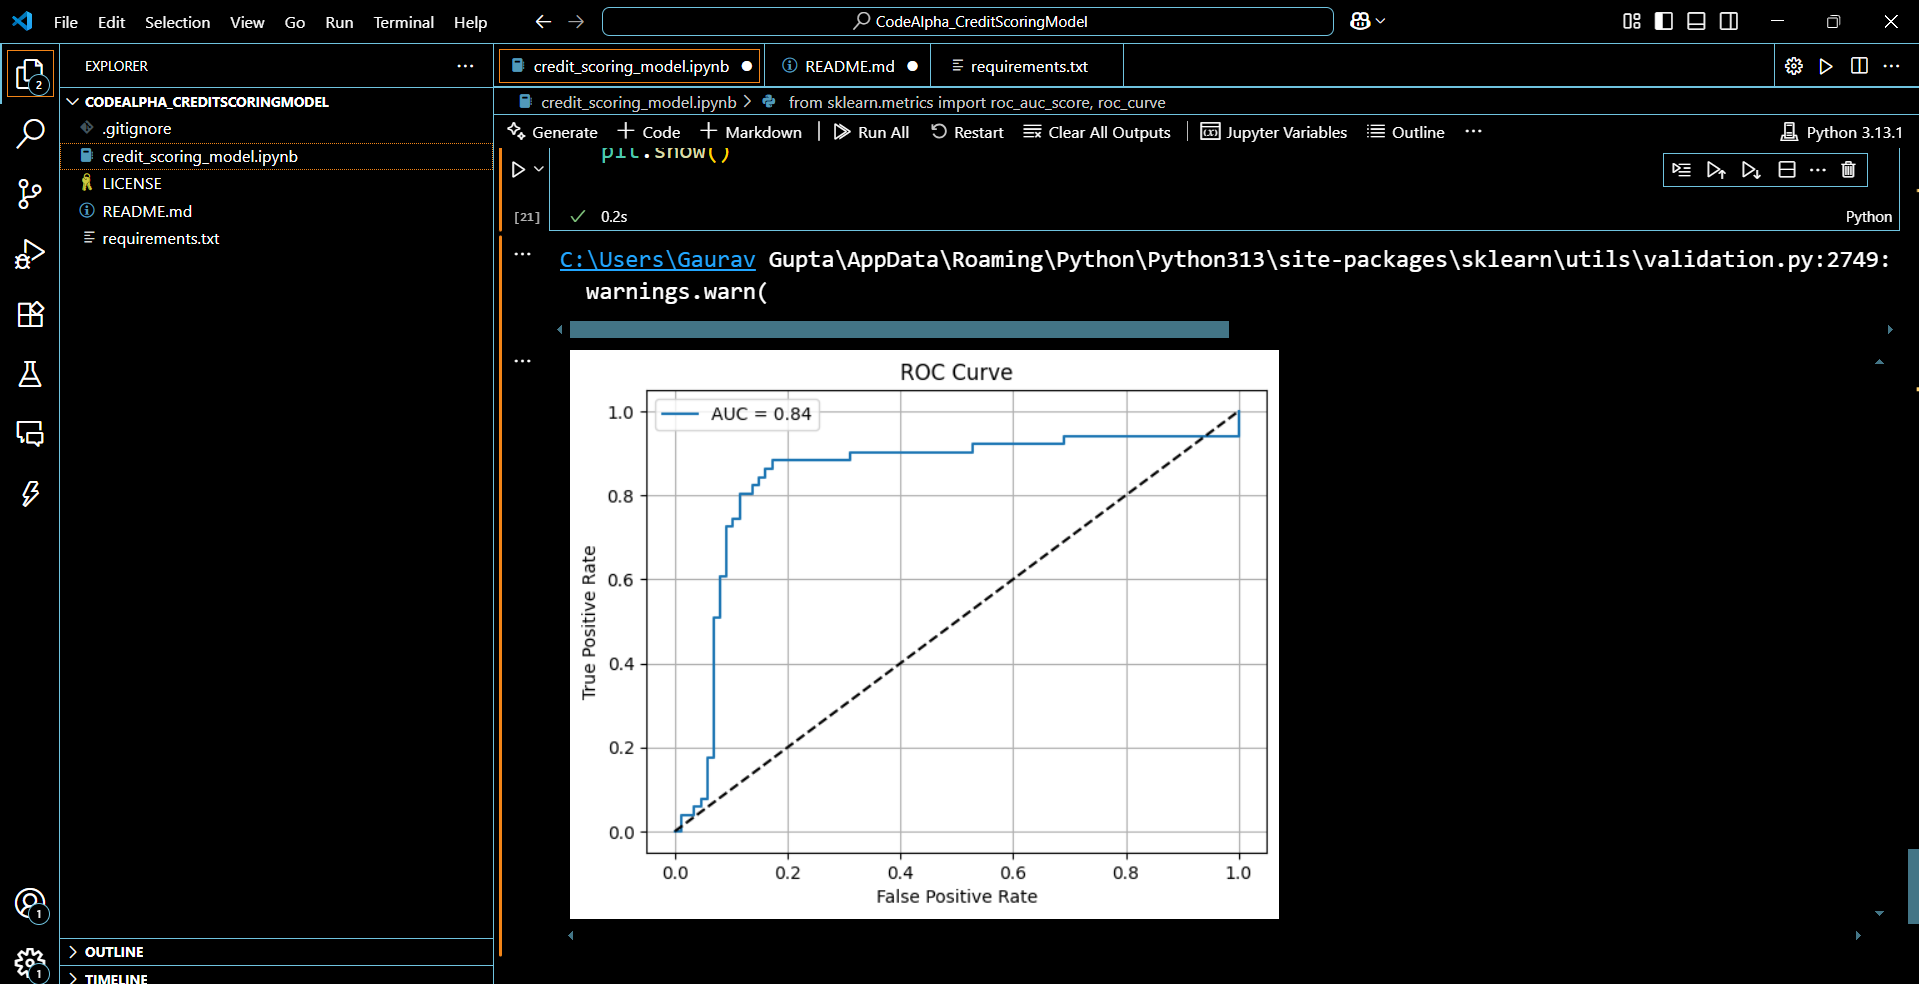 File Edit Selection View Go Run Terminal Help
CodeAlpha_CreditScoringModel
EXPLORER
2
CODEALPHA_CREDITSCORINGMODEL
.gitignore
credit_scoring_model.ipynb
LICENSE
README.md
requirements.txt
OUTLINE
TIMELINE
1
1
credit_scoring_model.ipynb
README.md
requirements.txt
credit_scoring_model.ipynb > from sklearn.metrics import roc_auc_score, roc_curve
Generate + Code + Markdown | Run All Restart Clear All Outputs | Jupyter Variables Outline ...
Python 3.13.1
plt.show()
[21] ✓ 0.2s
Python
C:\Users\Gaurav Gupta\AppData\Roaming\Python\Python313\site-packages\sklearn\utils\validation.py:2749:
warnings.warn(
ROC Curve
AUC = 0.84
True Positive Rate
1.0
0.8
0.6
0.4
0.2
0.0
0.0 0.2 0.4 0.6 0.8 1.0
False Positive Rate